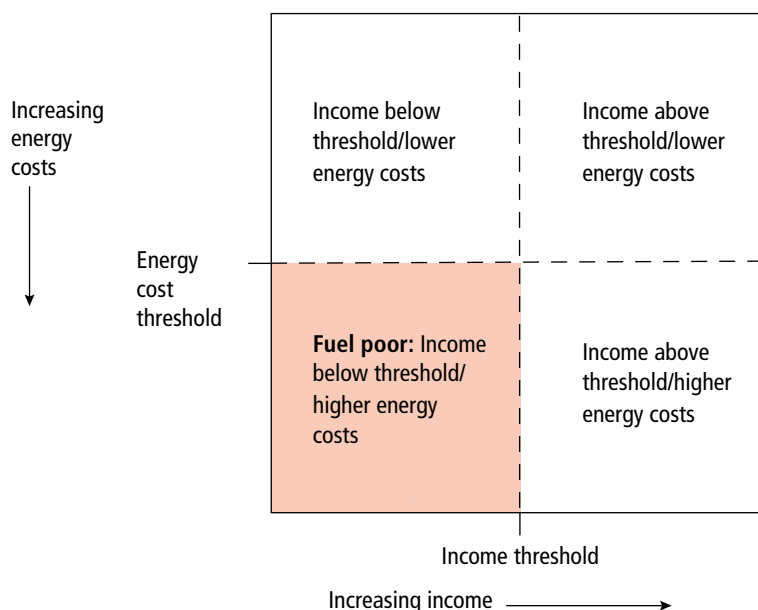 Increasing
energy
costs
Income below
threshold/lower
energy costs
Income above
threshold/lower
energy costs
Energy
cost
threshold
Fuel poor: Income
below threshold/
higher energy
costs
Income above
threshold/higher
energy costs
Income threshold
Increasing income